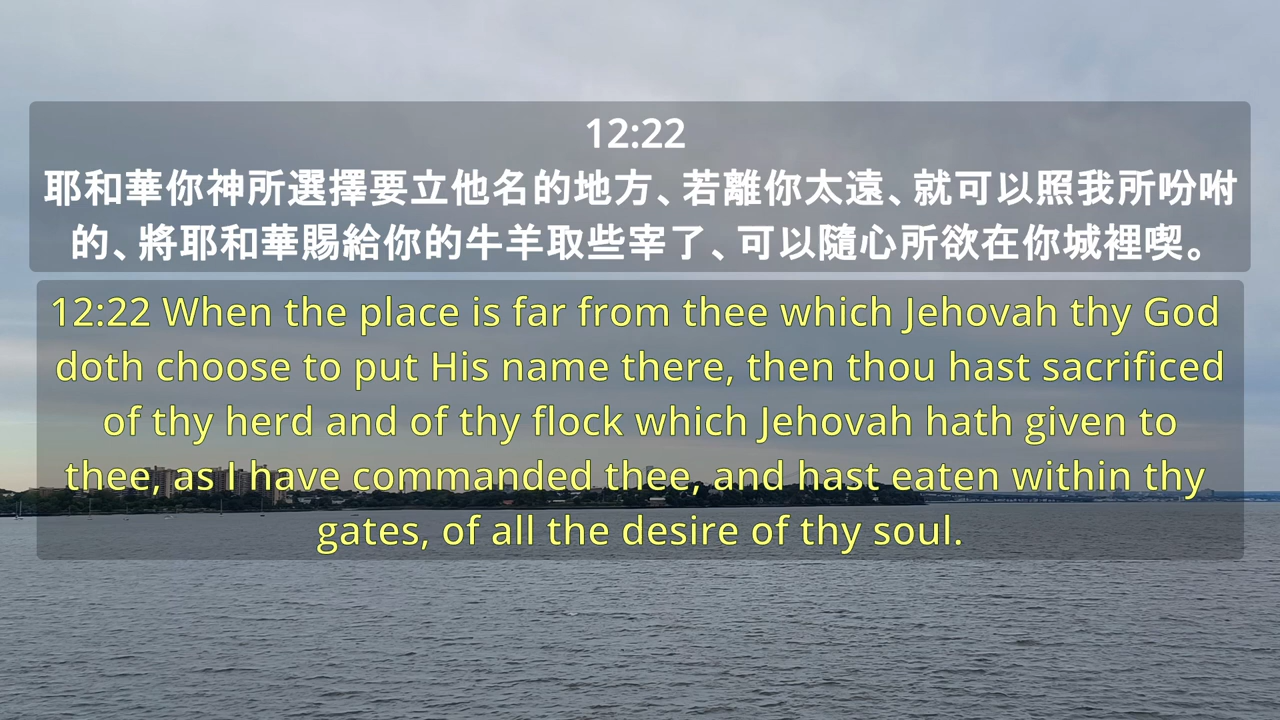 12:22
耶和華你神所選擇要立他名的地方、若離你太遠、就可以照我所吩咐
的、將耶和華賜給你的牛羊取些宰了、可以隨心所欲在你城裡喫。
12:22 When the place is far from thee which Jehovah thy God
doth choose to put His name there, then thou hast sacrificed
of thy herd and of thy flock which Jehovah hath given to
thee, as I have commanded thee, and hast eaten within thy
gates, of all the desire of thy soul.